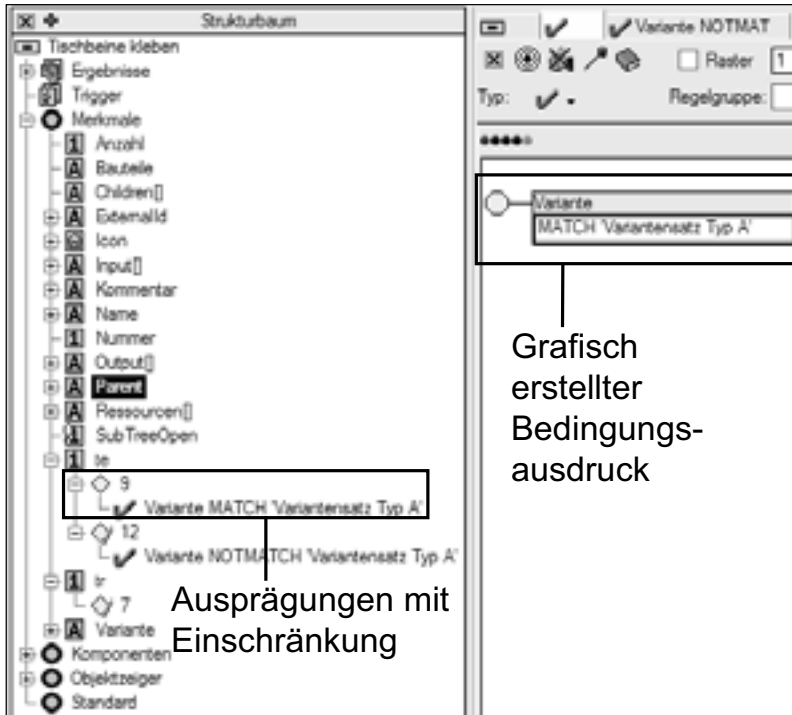 Strukturbaum
Tischbeine kleben
Ergebnisse
Trigger
Merkmale
Anzahl
Bauteile
Children[]
ExternalId
Icon
Input[]
Kommentar
Name
Nummer
Output[]
Parent
Ressourcen[]
SubTreeOpen
te
9
Variante MATCH 'Variantensatz Typ A'
12
Variante NOTMATCH 'Variantensatz Typ A'
tr
7
Variante
Komponenten
Objektzeiger
Standard
Ausprägungen mit
Einschränkung
Variante NOTMAT
Raster 1
Typ: Regelgruppe:
Variante
MATCH 'Variantensatz Typ A'
Grafisch
erstellter
Bedingungs-
ausdruck